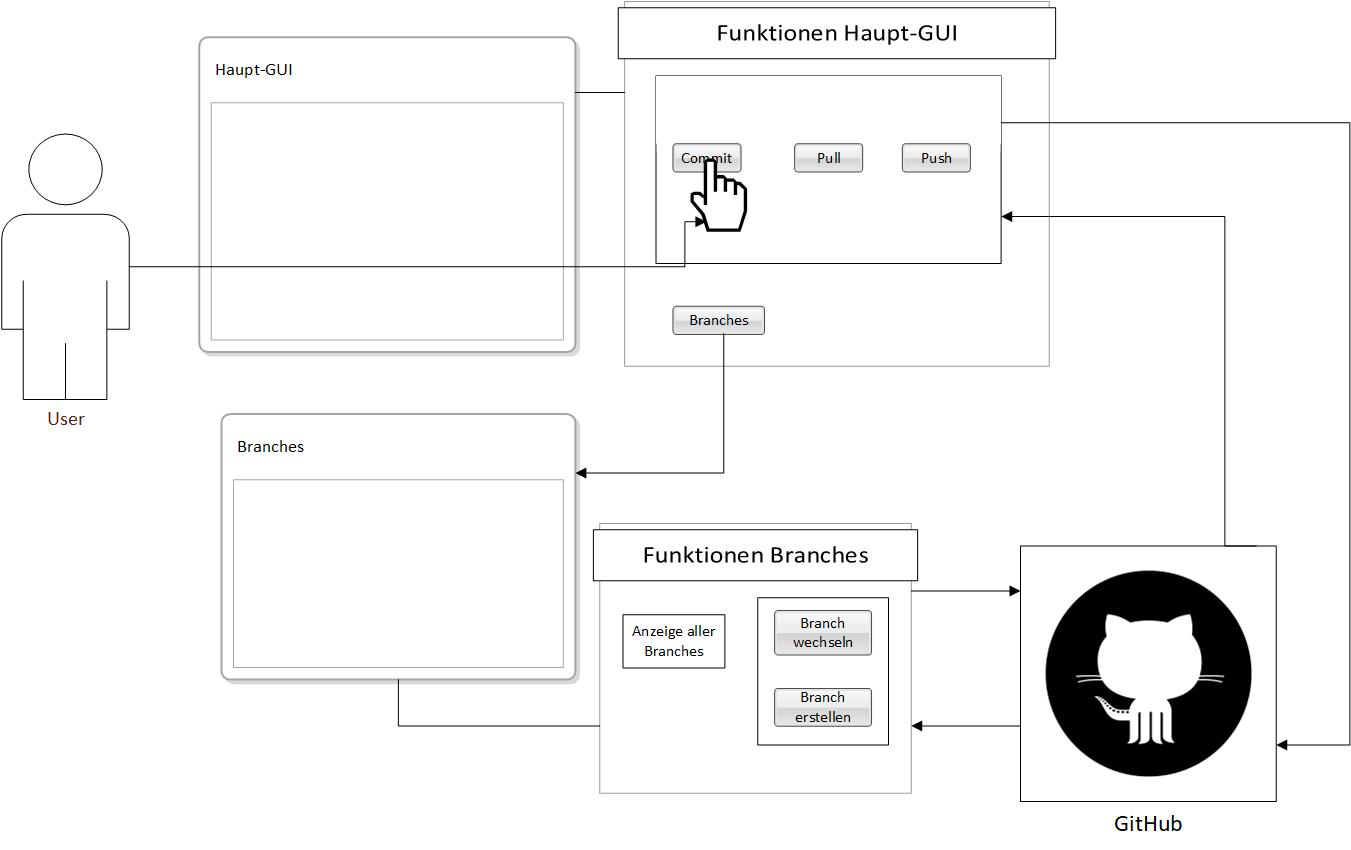 Funktionen Haupt-GUI
Haupt-GUI
Commit
Pull
Push
Branches
User
Branches
Funktionen Branches
Anzeige aller
Branches
Branch
wechseln
Branch
erstellen
GitHub